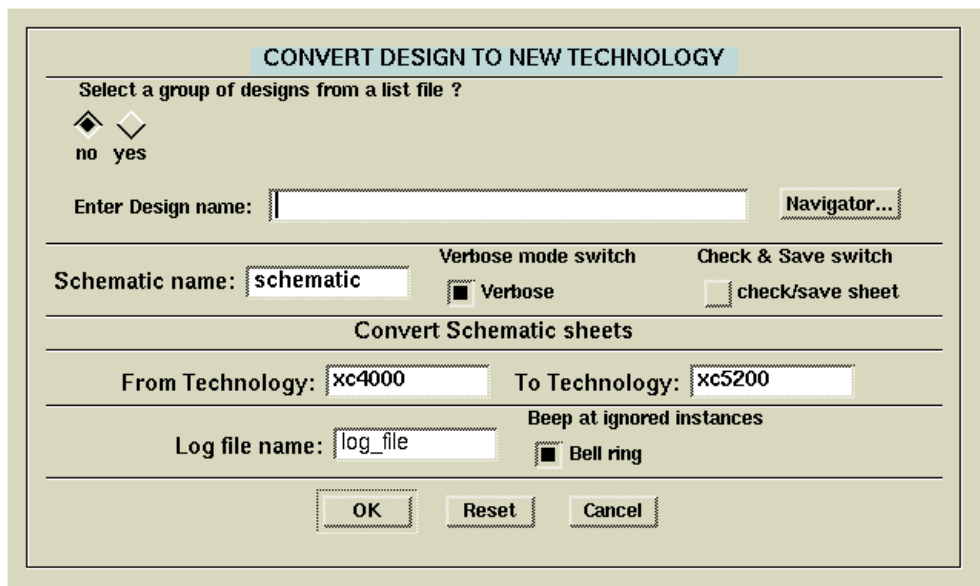 CONVERT DESIGN TO NEW TECHNOLOGY
Select a group of designs from a list file ?
no yes
Enter Design name: Navigator...
Verbose mode switch Check & Save switch
Schematic name: schematic Verbose check/save sheet
Convert Schematic sheets
From Technology: xc4000 To Technology: xc5200
Beep at ignored instances
Log file name: log_file Bell ring
OK Reset Cancel